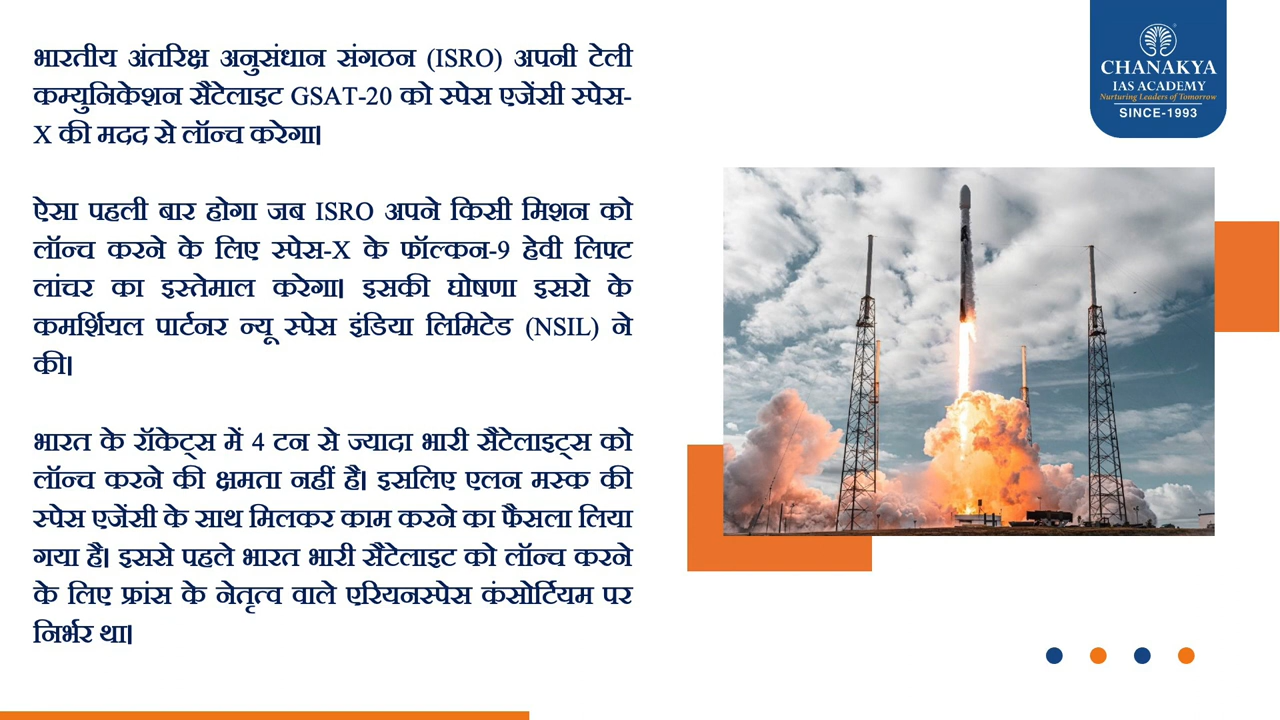 भारतीय अंतरिक्ष अनुसंधान संगठन (ISRO) अपनी टेली
कम्युनिकेशन सैटेलाइट GSAT-20 को स्पेस एजेंसी स्पेस-
X की मदद से लॉन्च करेगा।
ऐसा पहली बार होगा जब ISRO अपने किसी मिशन को
लॉन्च करने के लिए स्पेस-X के फॉल्कन-9 हेवी लिफ्ट
लांचर का इस्तेमाल करेगा। इसकी घोषणा इसरो के
कमर्शियल पार्टनर न्यू स्पेस इंडिया लिमिटेड (NSIL) ने
की।
भारत के रॉकेट्स में 4 टन से ज्यादा भारी सैटेलाइट्स को
लॉन्च करने की क्षमता नहीं है। इसलिए एलन मस्क की
स्पेस एजेंसी के साथ मिलकर काम करने का फैसला लिया
गया है। इससे पहले भारत भारी सैटेलाइट को लॉन्च करने
के लिए फ्रांस के नेतृत्व वाले एरियनस्पेस कंसोर्टियम पर
निर्भर था।
CHANAKYA
IAS ACADEMY
Nurturing Leaders of Tomorrow
SINCE-1993